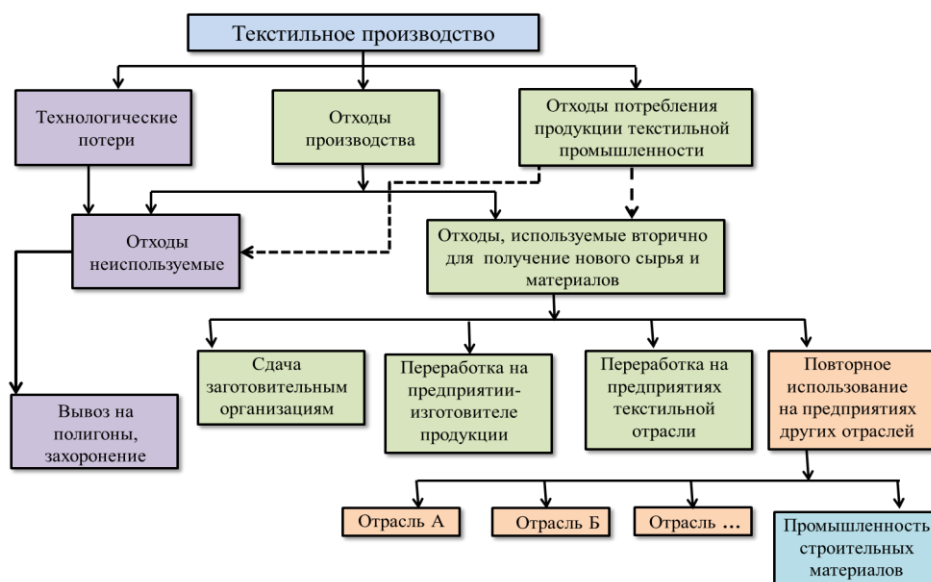 Текстильное производство
Технологические
потери
Отходы
производства
Отходы потребления
продукции текстильной
промышленности
Отходы
неиспользуемые
Отходы, используемые вторично
для получение нового сырья и
материалов
Сдача
заготовительным
организациям
Переработка на
предприятии-
изготовителе
продукции
Переработка на
предприятиях
текстильной
отрасли
Повторное
использование
на предприятиях
других отраслей
Вывоз на
полигоны,
захоронение
Отрасль А
Отрасль Б
Отрасль ...
Промышленность
строительных
материалов